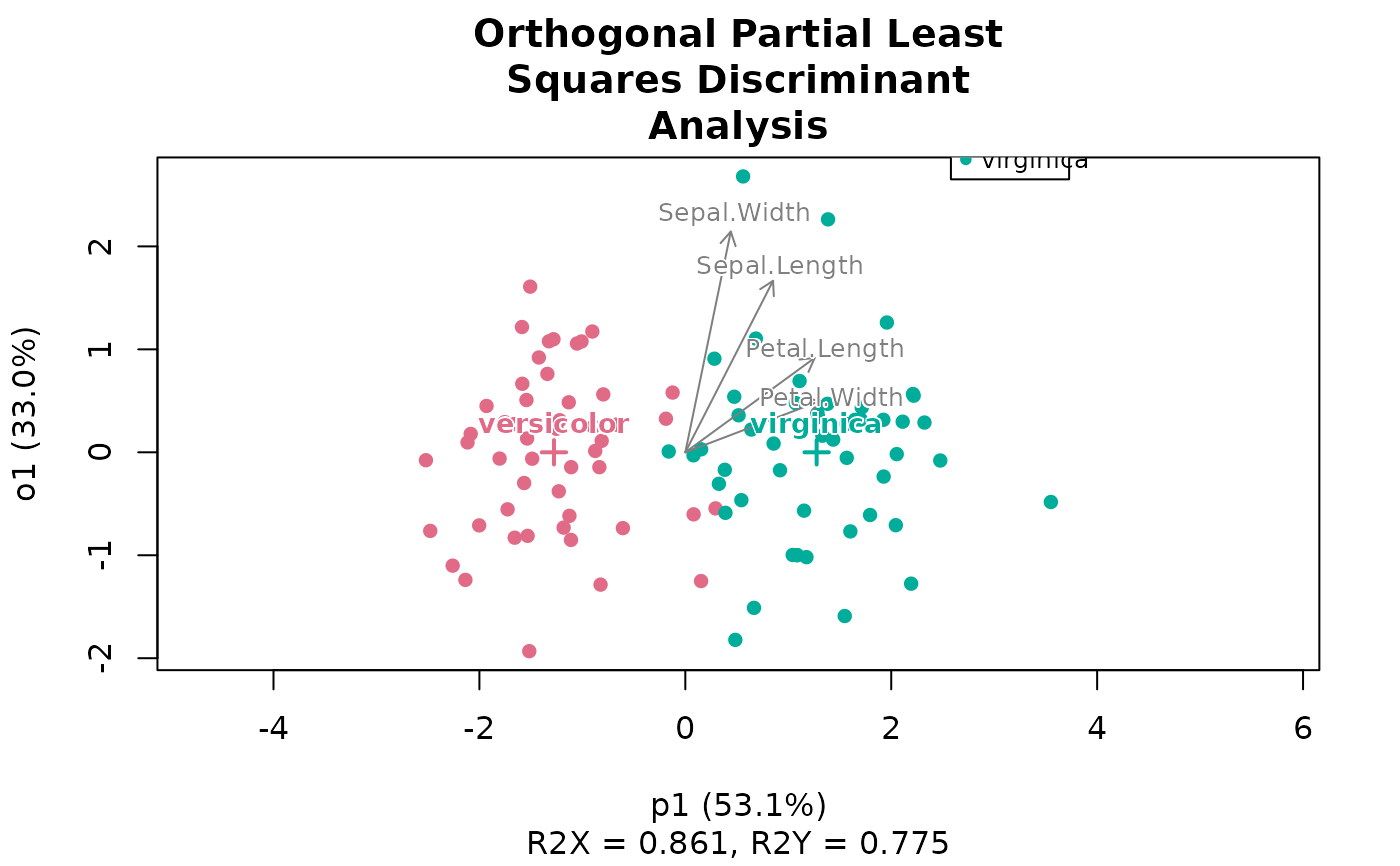 Orthogonal Partial Least
Squares Discriminant
Analysis
virginica
Sepal.Width
Sepal.Length
Petal.Length
Petal.Width
versicolor
virginica
o1 (33.0%)
2
1
0
-1
-2
-4
-2
0
2
4
6
p1 (53.1%)
R2X = 0.861, R2Y = 0.775